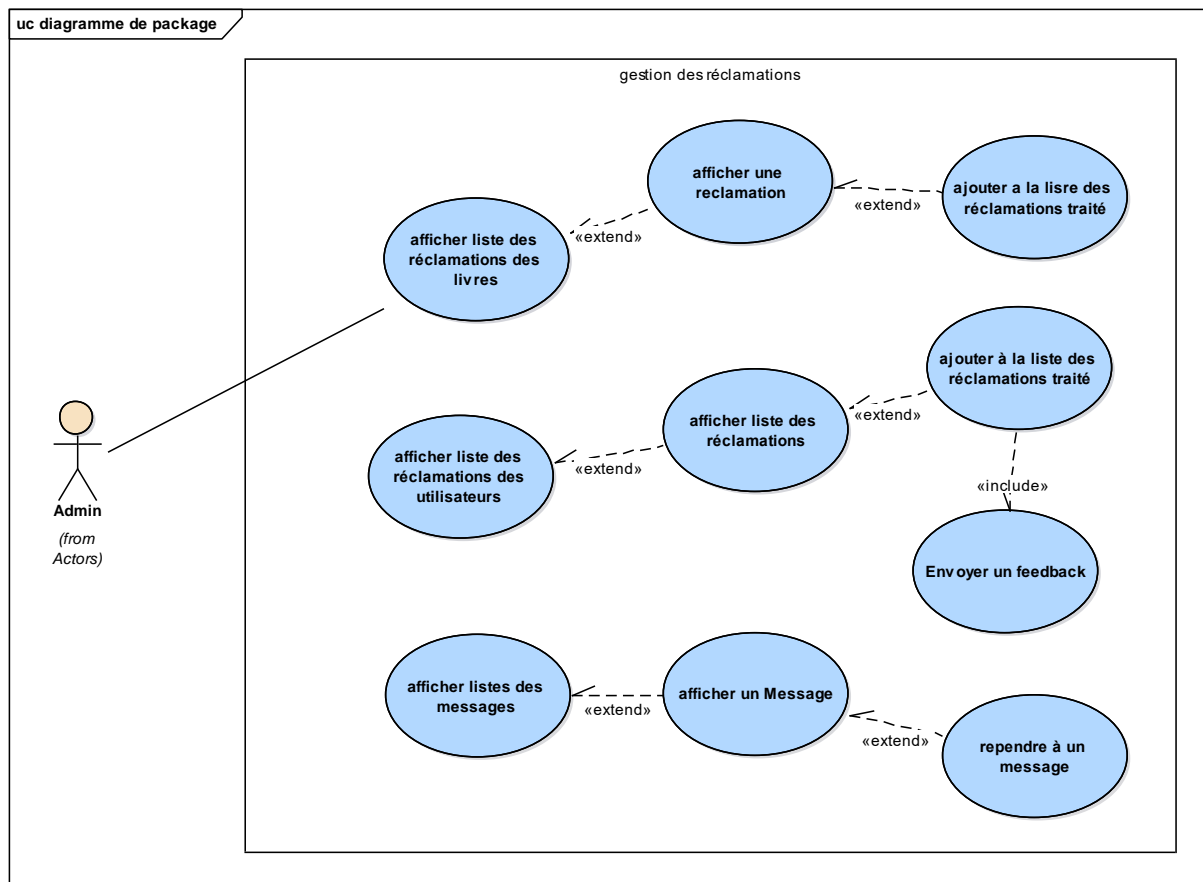 uc diagramme de package
gestion des réclamations
afficher une
reclamation
ajouter a la lisre des
réclamations traité
«extend»
«extend»
afficher liste des
réclamations des
livres
ajouter à la liste des
réclamations traité
afficher liste des
réclamations
«extend»
«extend»
afficher liste des
réclamations des
utilisateurs
«include»
Admin
(from
Actors)
Envoyer un feedback
afficher listes des
messages
«extend»
afficher un Message
«extend»
rependre à un
message